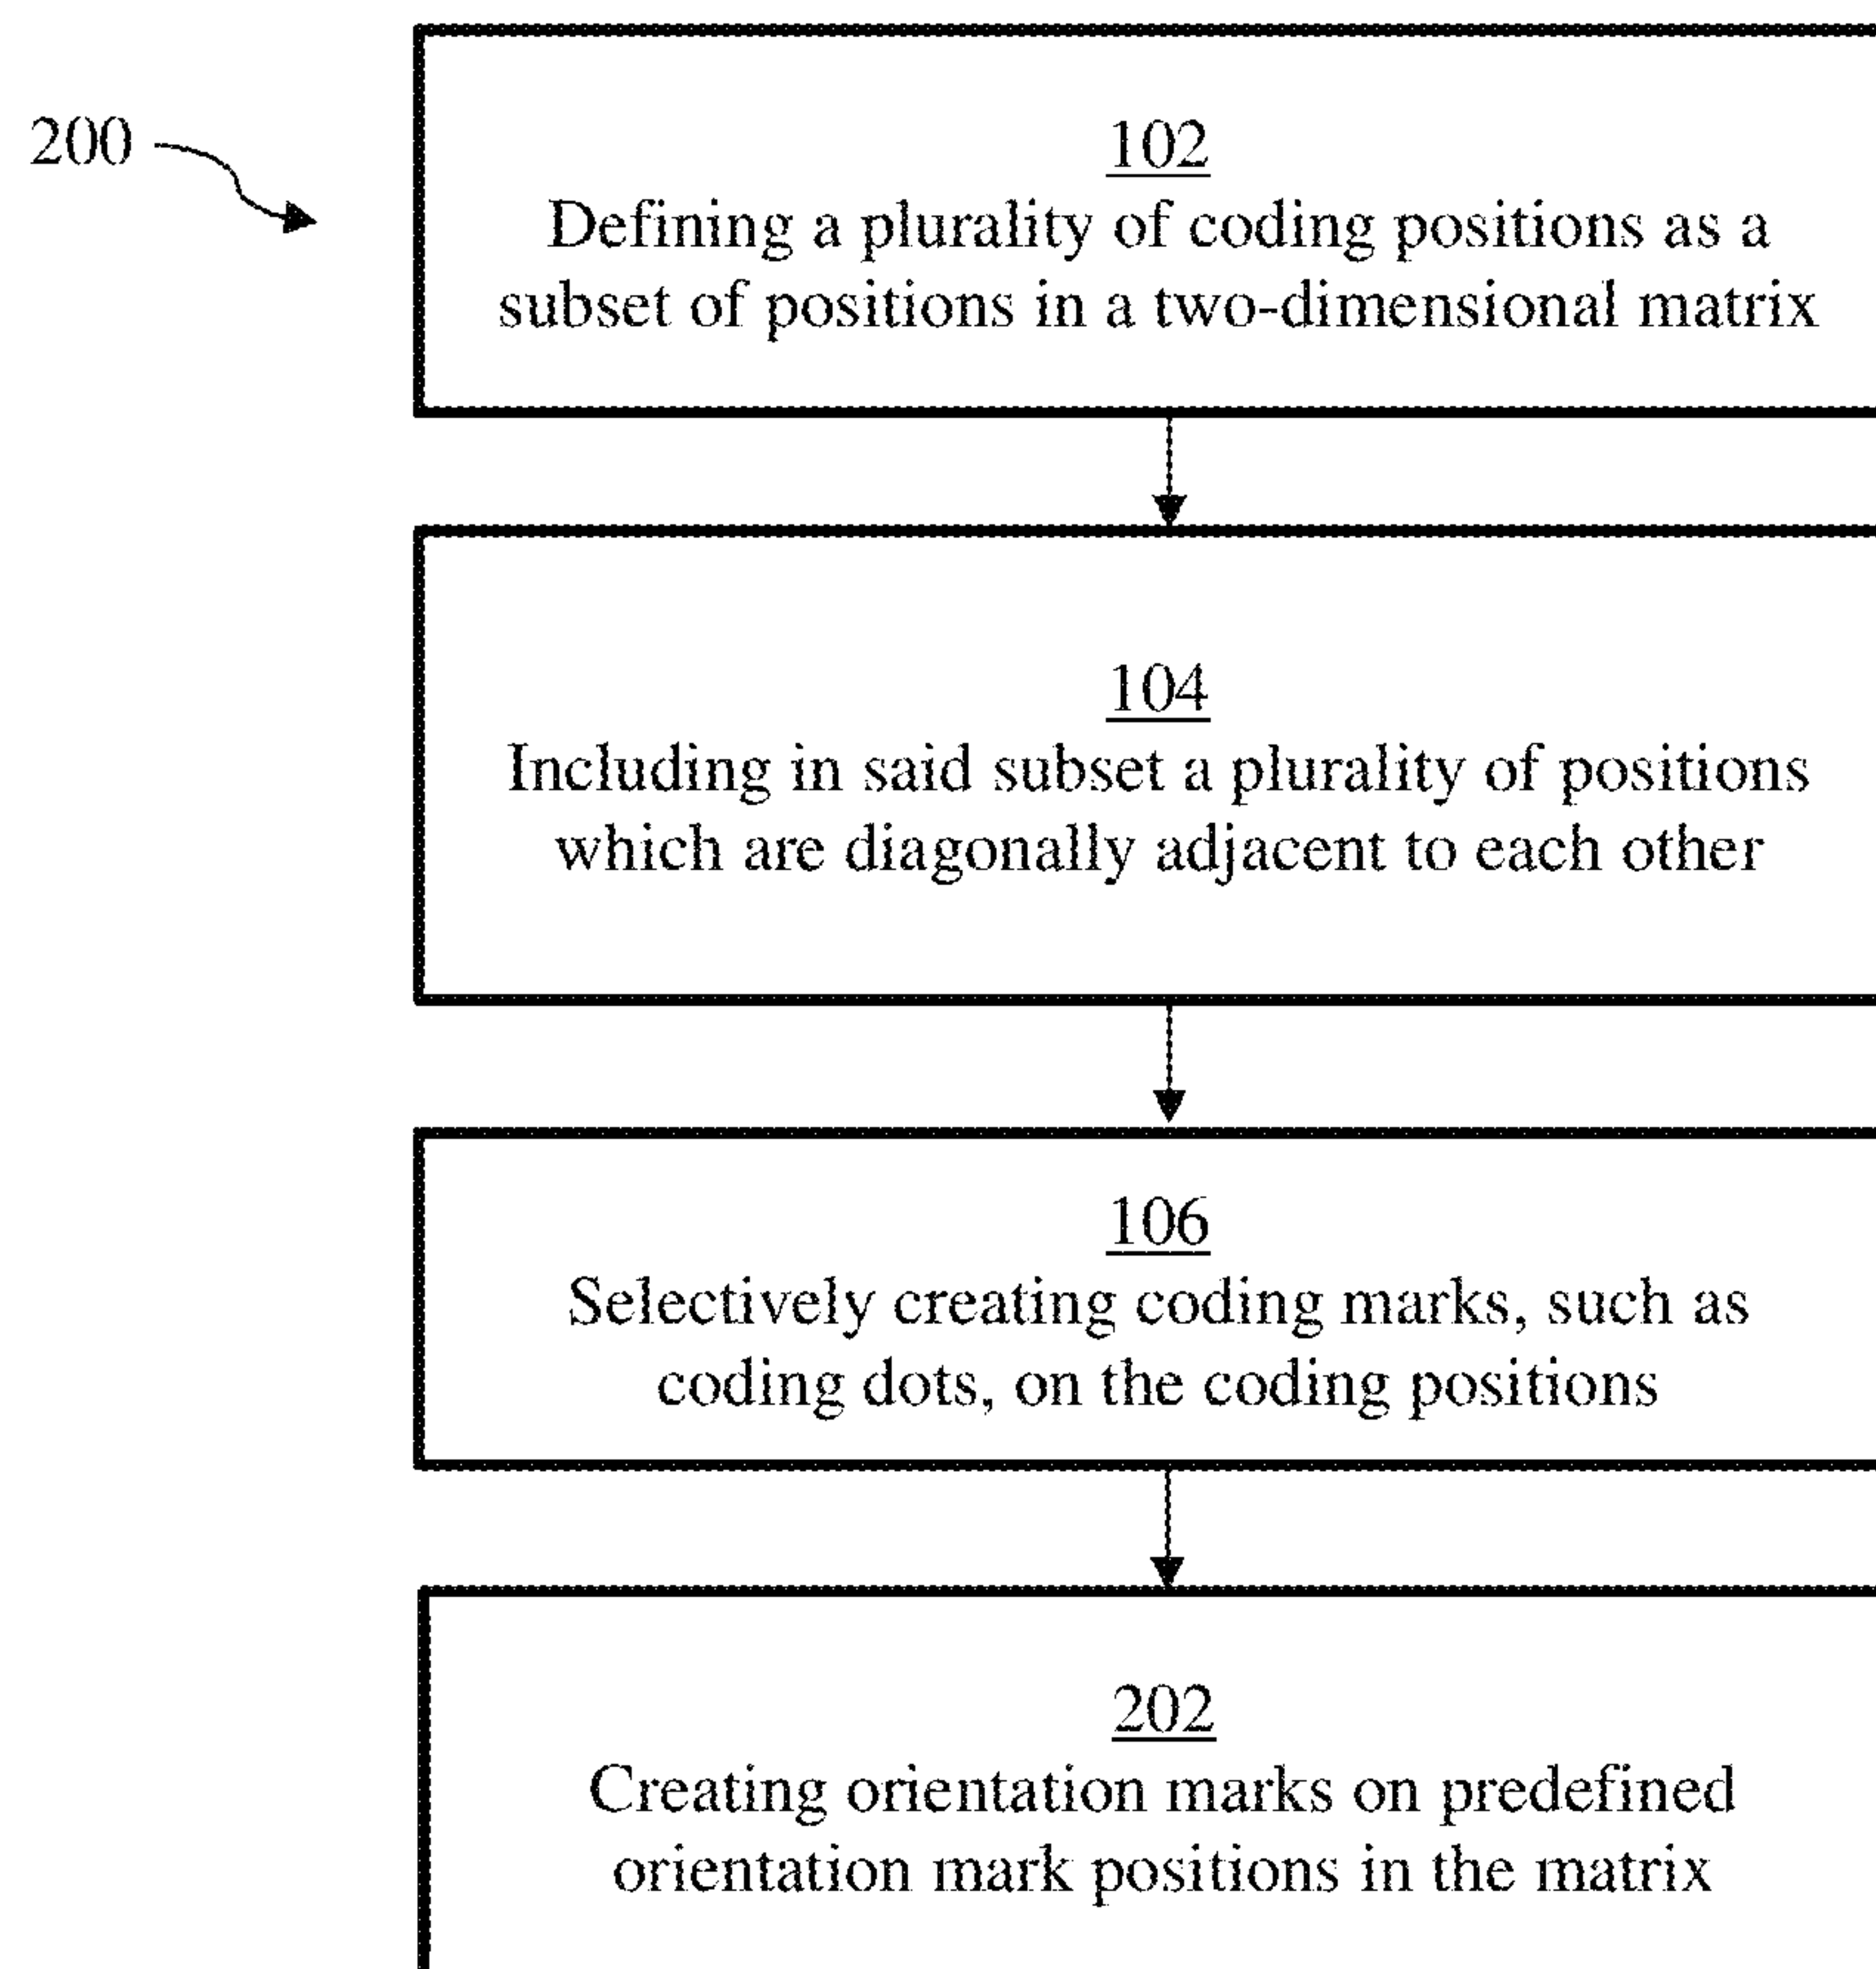 200
102
Defining a plurality of coding positions as a
subset of positions in a two-dimensional matrix
104
Including in said subset a plurality of positions
which are diagonally adjacent to each other
106
Selectively creating coding marks, such as
coding dots, on the coding positions
202
Creating orientation marks on predefined
orientation mark positions in the matrix